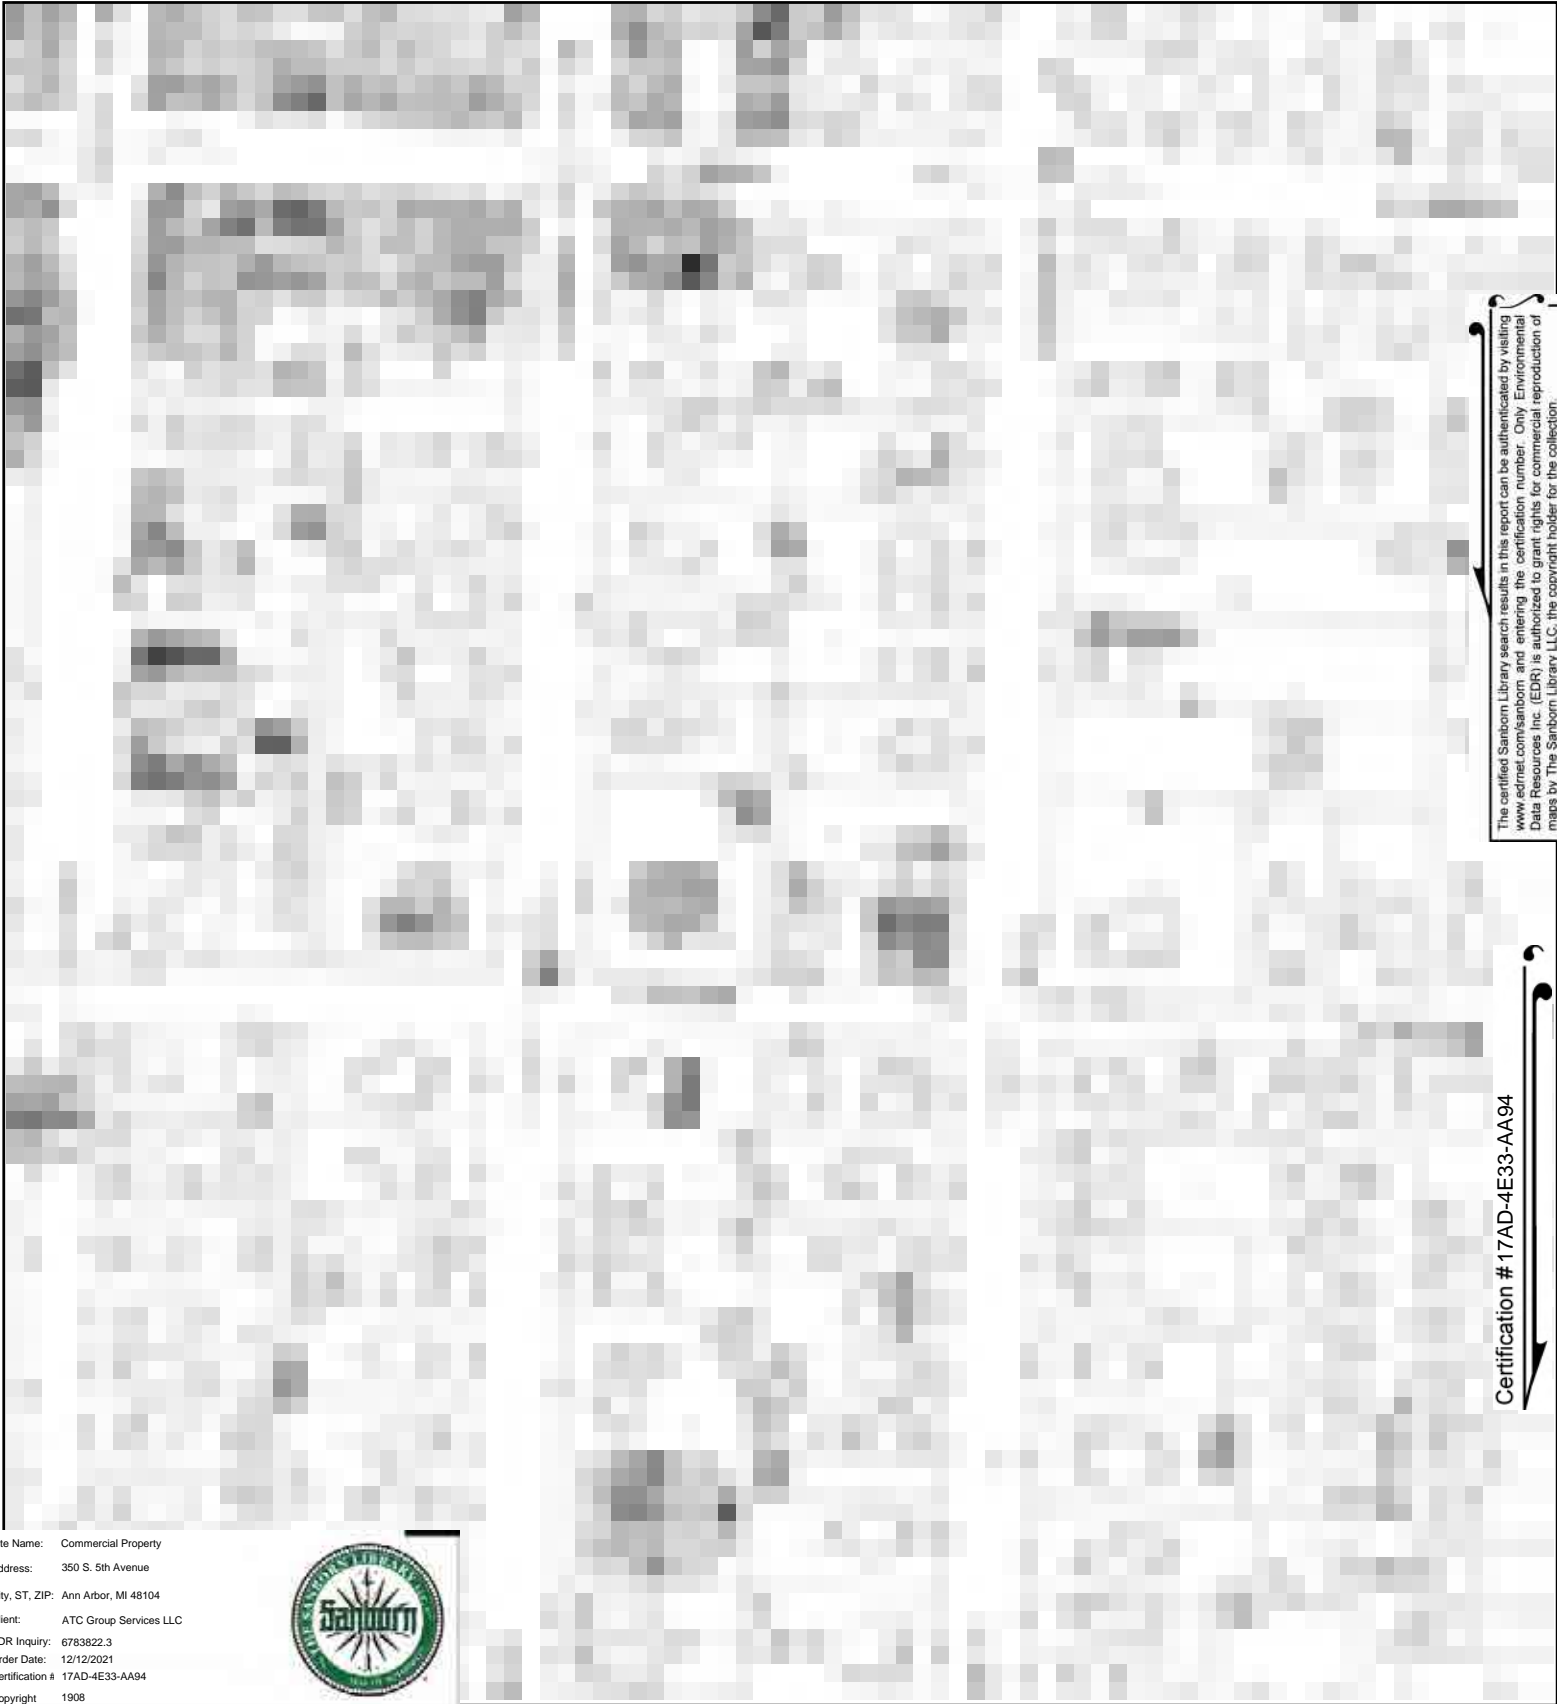 The certified Sanborn Library search results in this report can be authenticated by visiting
www.edrnet.com/sanborn and entering the certification number. Only Environmental
Data Resources Inc. (EDR) is authorized to grant rights for commercial reproduction of
maps by The Sanborn Library LLC, the copyright holder for the collection.
Certification # 17AD-4E33-AA94
te Name: Commercial Property
ddress: 350 S. 5th Avenue
ty, ST, ZIP: Ann Arbor, MI 48104
ient: ATC Group Services LLC
DR Inquiry: 6783822.3
rder Date: 12/12/2021
ertification # 17AD-4E33-AA94
opyright 1908
THE SANBORN LIBRARY
Sanborn